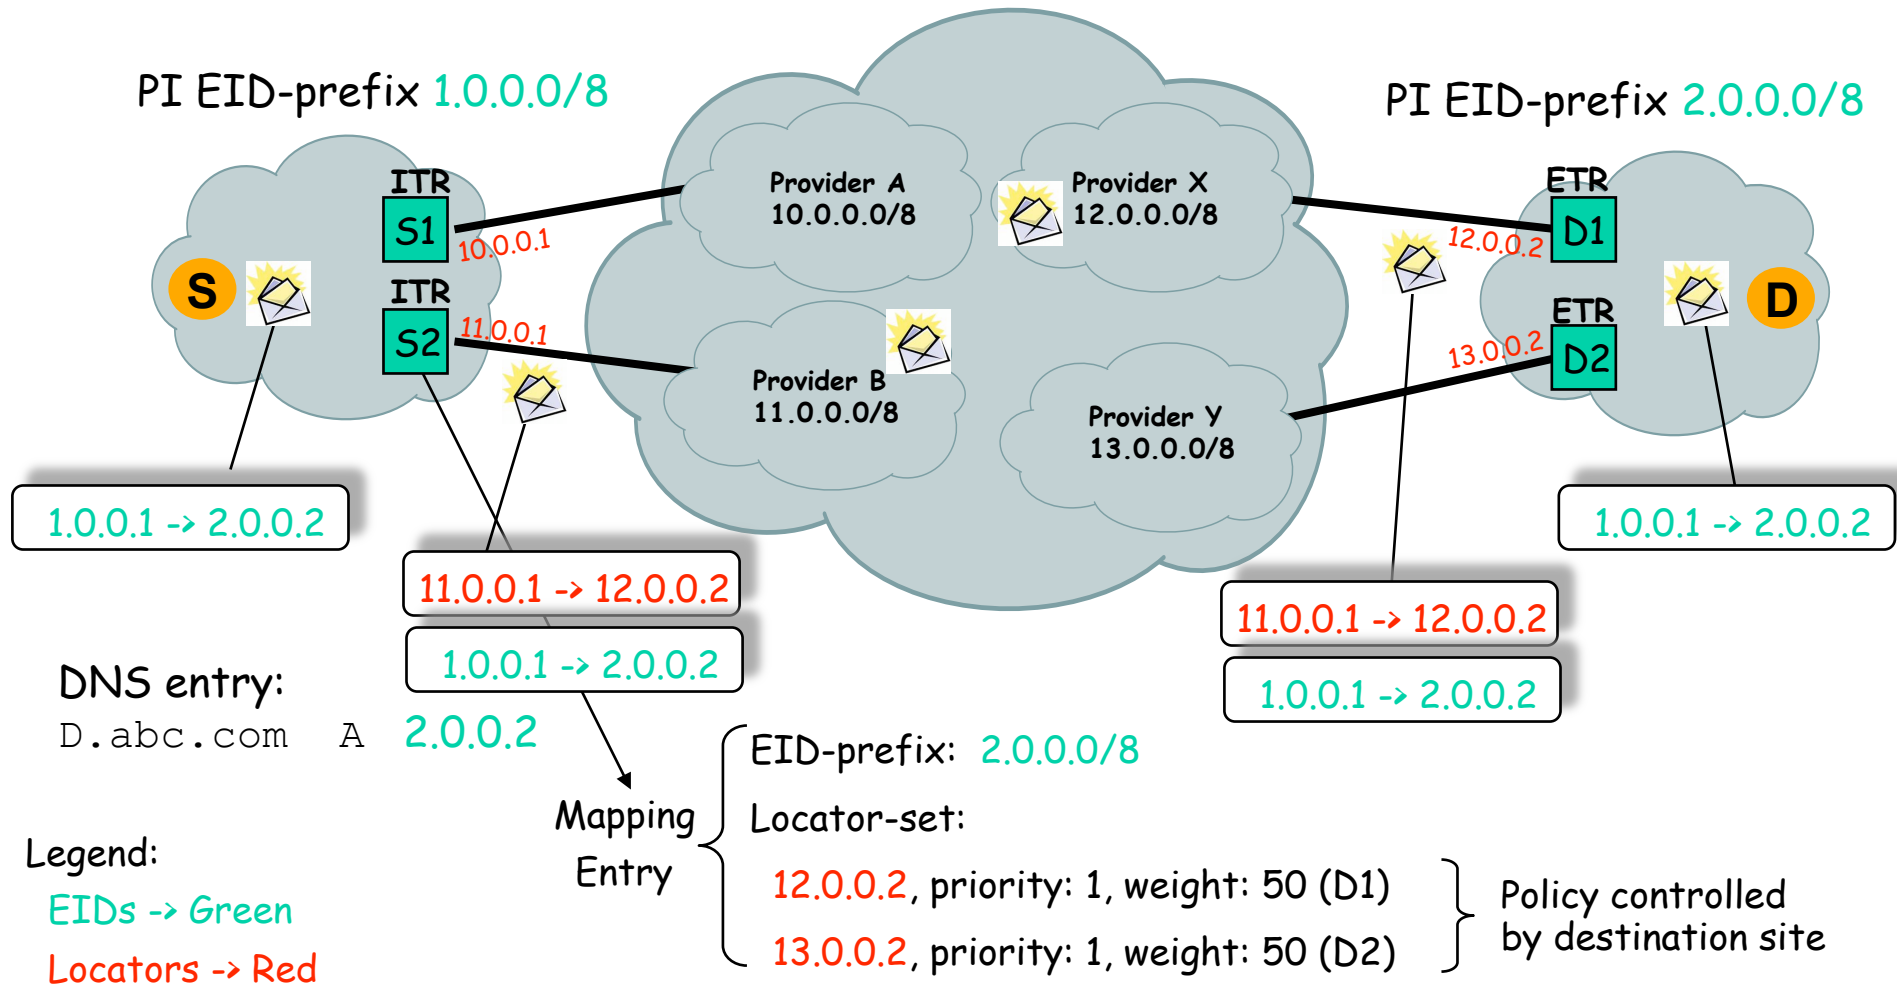 PI EID-prefix 1.0.0.0/8
PI EID-prefix 2.0.0.0/8
ITR
S1
10.0.0.1
ITR
S2
11.0.0.1
S
Provider A
10.0.0.0/8
Provider X
12.0.0.0/8
Provider B
11.0.0.0/8
Provider Y
13.0.0.0/8
ETR
D1
12.0.0.2
ETR
D2
13.0.0.2
D
1.0.0.1 -> 2.0.0.2
11.0.0.1 -> 12.0.0.2
1.0.0.1 -> 2.0.0.2
11.0.0.1 -> 12.0.0.2
1.0.0.1 -> 2.0.0.2
1.0.0.1 -> 2.0.0.2
DNS entry:
D.abc.com A 2.0.0.2
Legend:
EIDs -> Green
Locators -> Red
Mapping
Entry
EID-prefix: 2.0.0.0/8
Locator-set:
12.0.0.2, priority: 1, weight: 50 (D1)
13.0.0.2, priority: 1, weight: 50 (D2)
Policy controlled
by destination site